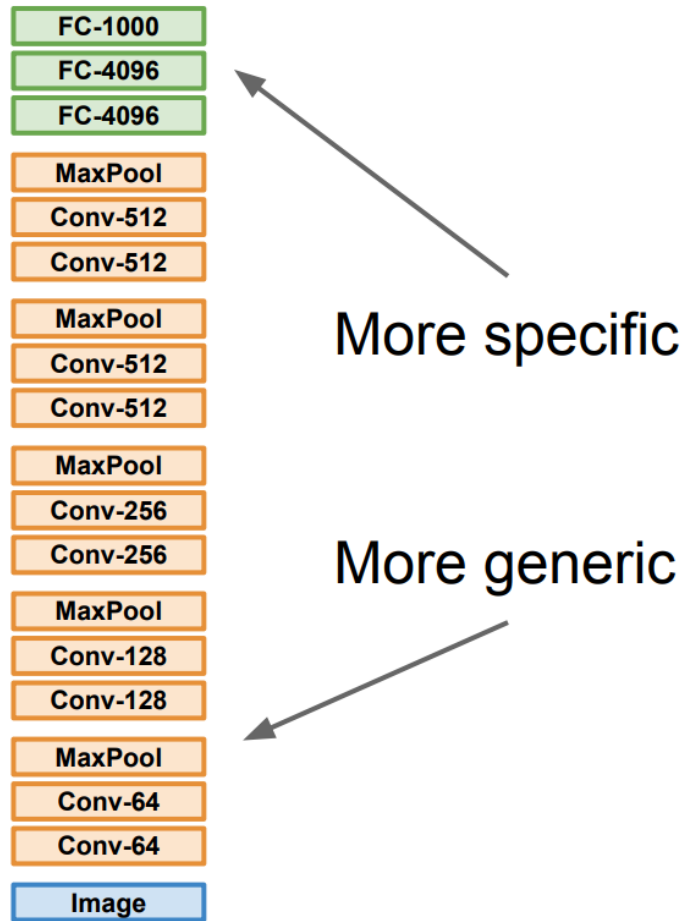 FC-1000
FC-4096
FC-4096
MaxPool
Conv-512
Conv-512
MaxPool
Conv-512
Conv-512
MaxPool
Conv-256
Conv-256
MaxPool
Conv-128
Conv-128
MaxPool
Conv-64
Conv-64
Image
More specific
More generic